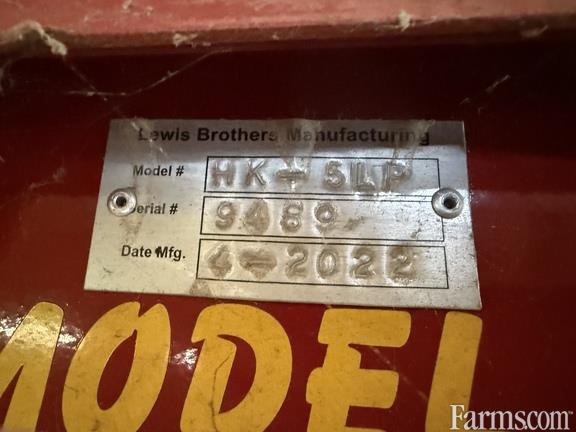 Lewis Brothers Manufacturing
Model # HK-5LP
Serial # 9489
Date Mfg. 4-2022
MODEL
Farms.com